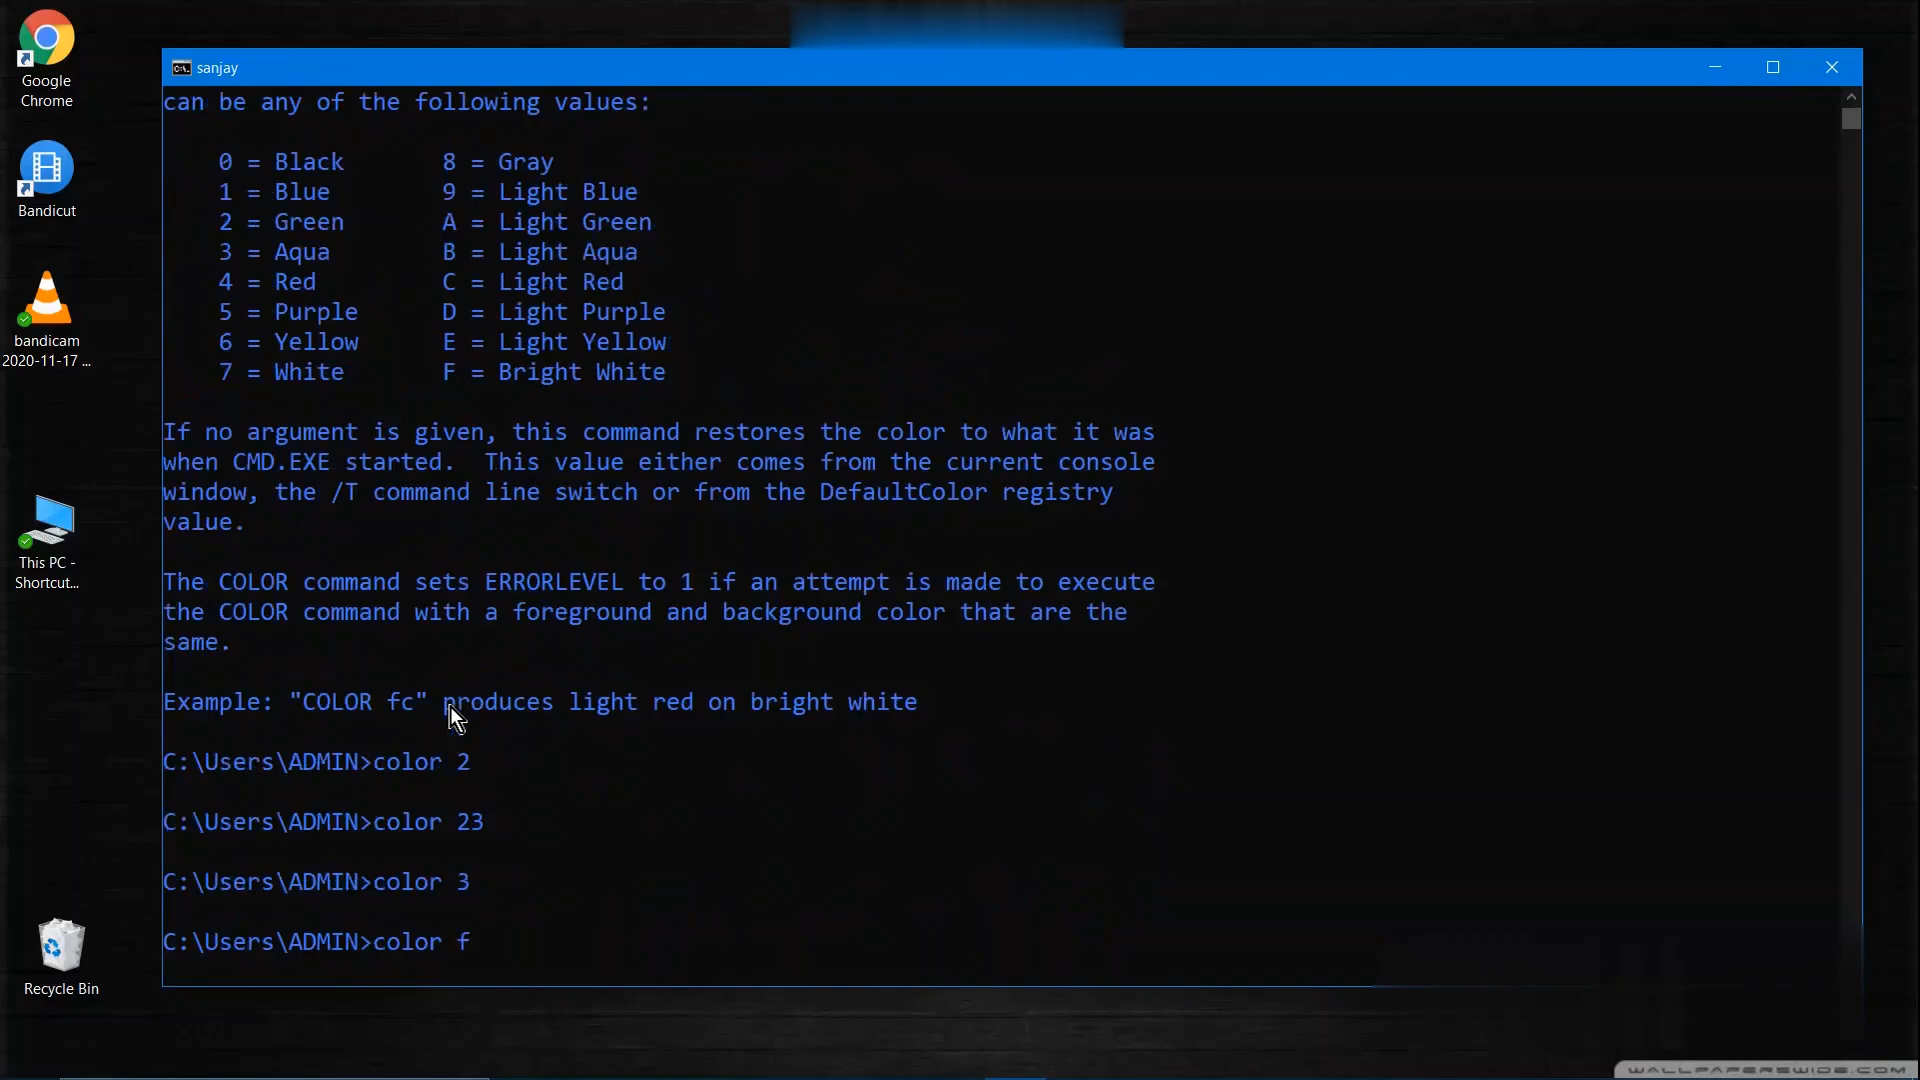 Google
Chrome
Bandicut
bandicam
2020-11-17 ...
This PC -
Shortcut...
Recycle Bin
sanjay
can be any of the following values:
0 = Black 8 = Gray
1 = Blue 9 = Light Blue
2 = Green A = Light Green
3 = Aqua B = Light Aqua
4 = Red C = Light Red
5 = Purple D = Light Purple
6 = Yellow E = Light Yellow
7 = White F = Bright White
If no argument is given, this command restores the color to what it was
when CMD.EXE started.  This value either comes from the current console
window, the /T command line switch or from the DefaultColor registry
value.
The COLOR command sets ERRORLEVEL to 1 if an attempt is made to execute
the COLOR command with a foreground and background color that are the
same.
Example: "COLOR fc" produces light red on bright white
C:\Users\ADMIN>color 2
C:\Users\ADMIN>color 23
C:\Users\ADMIN>color 3
C:\Users\ADMIN>color f
WALLPAPERSWIDE.COM